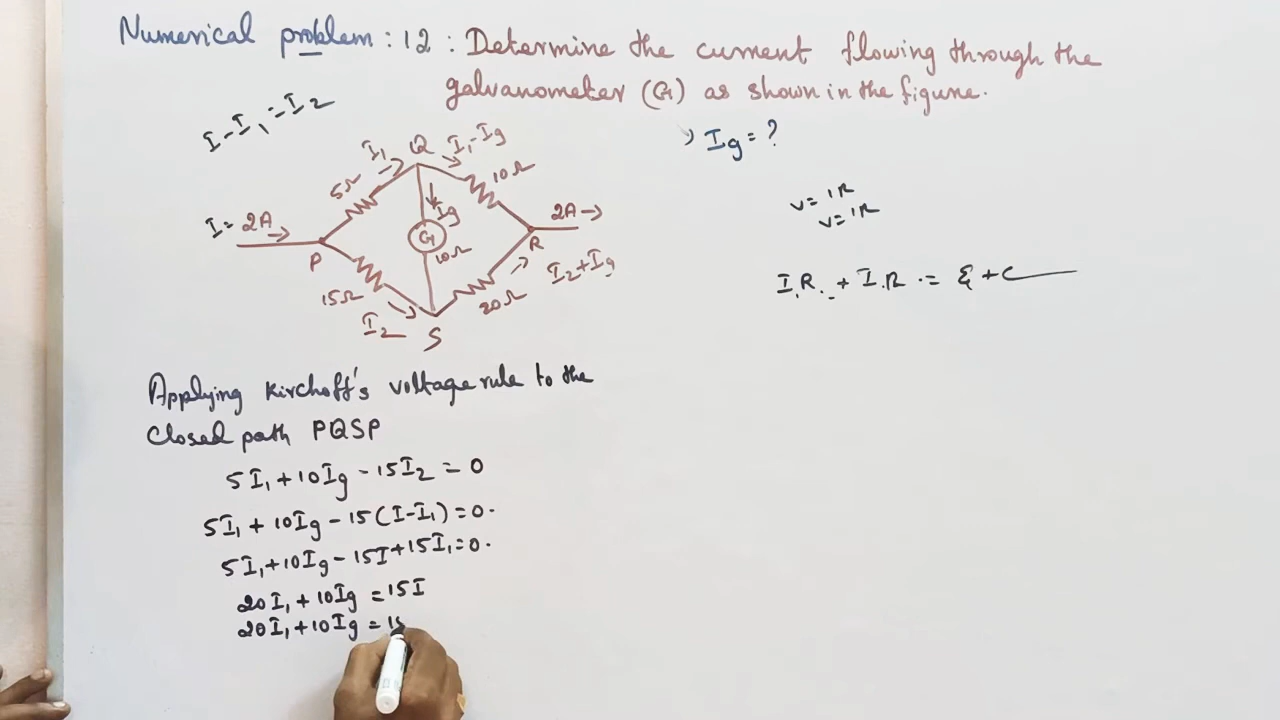 Numerical problem : 12 : Determine the current flowing through the
galvanometer (G) as shown in the figure.
I - I₁ = I₂
Ig = ?
I₁
Q
I₁-Ig
5Ω
10Ω
I = 2A
Ig
G
10Ω
2A
P
R
15Ω
20Ω
I₂+Ig
I₂
S
V = IR
V = IR
I₁R. + I.R. = ξ + C
Applying Kirchoff's voltage rule to the
closed path PQSP
5I₁ + 10Ig - 15I₂ = 0
5I₁ + 10Ig - 15(I-I₁) = 0.
5I₁ + 10Ig - 15I + 15I₁ = 0.
20I₁ + 10Ig = 15I
20I₁ + 10Ig = 15